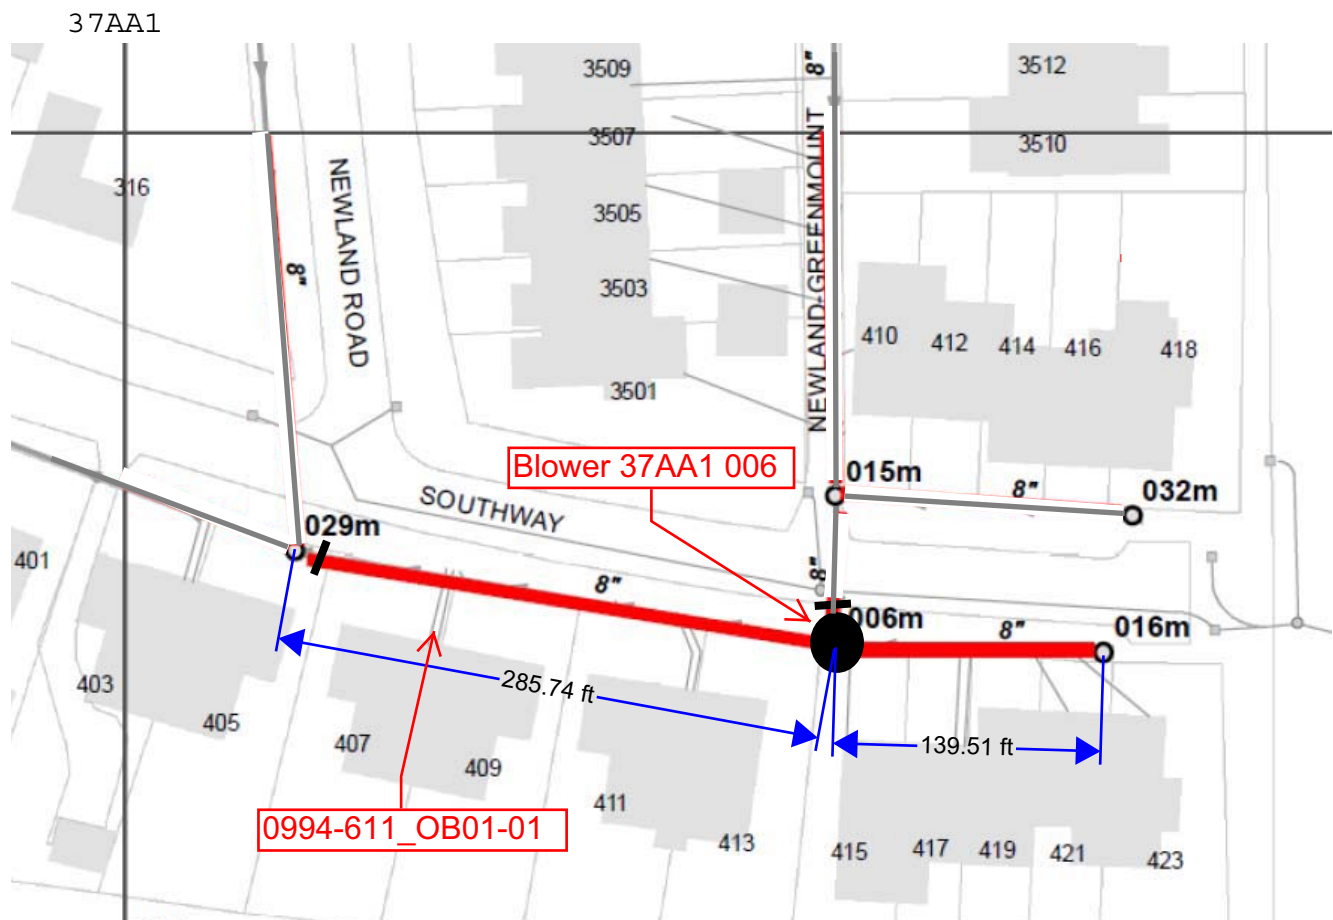 37AA1
3509
8"
3512
3507
3510
316
NEWLAND ROAD
3505
NEWLAND-GREENMOUNT
8"
3503
410
412
414
416
418
3501
Blower 37AA1 006
015m
8"
032m
SOUTHWAY
029m
401
8"
8"
006m
8"
016m
403
285.74 ft
405
407
139.51 ft
409
411
0994-611_OB01-01
413
415
417
419
421
423